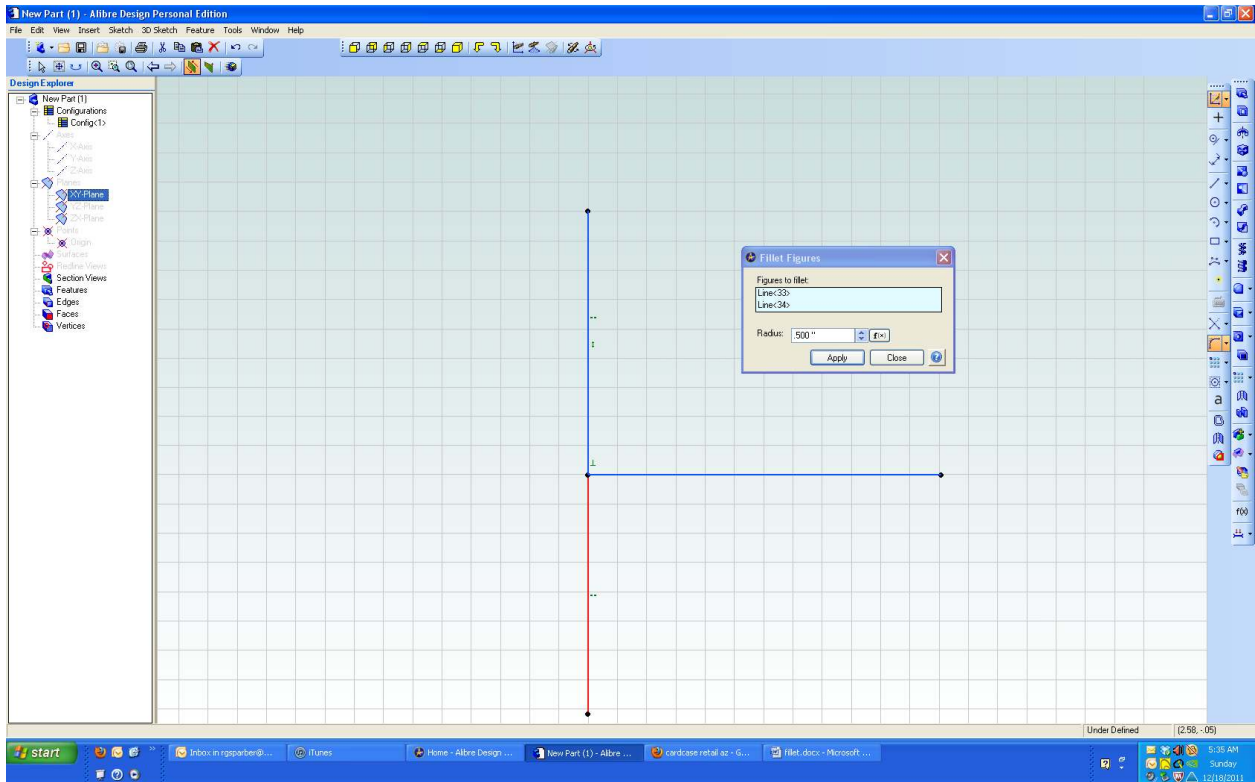 New Part (1) - Alibre Design Personal Edition
File Edit View Insert Sketch 3D Sketch Feature Tools Window Help
Design Explorer
New Part (1)
Configurations
Config<1>
Axes
X-Axis
Y-Axis
Z-Axis
Planes
XY-Plane
YZ-Plane
ZX-Plane
Points
Origin
Surfaces
Redline Views
Section Views
Features
Edges
Faces
Vertices
Fillet Figures
Figures to fillet:
Line<33>
Line<34>
Radius: .500 " f(x)
Apply Close
a
f(x)
Under Defined (2.58, -.05)
start
Inbox in rgsparber@... iTunes Home - Alibre Design ... New Part (1) - Alibre ... cardcase retail az - G... fillet.docx - Microsoft ...
5:35 AM
Sunday
12/18/2011